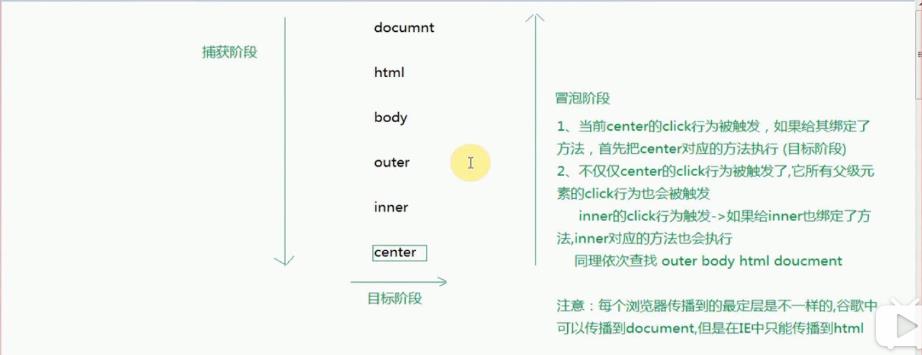 documnt
捕获阶段
html
body
outer
inner
center
目标阶段
冒泡阶段
1、当前center的click行为被触发，如果给其绑定了
方法，首先把center对应的方法执行 (目标阶段)
2、不仅仅center的click行为被触发了,它所有父级元
素的click行为也会被触发
inner的click行为触发->如果给inner也绑定了方
法,inner对应的方法也会执行
同理依次查找 outer body html doucment
注意：每个浏览器传播到的最定层是不一样的,谷歌中
可以传播到document,但是在IE中只能传播到html